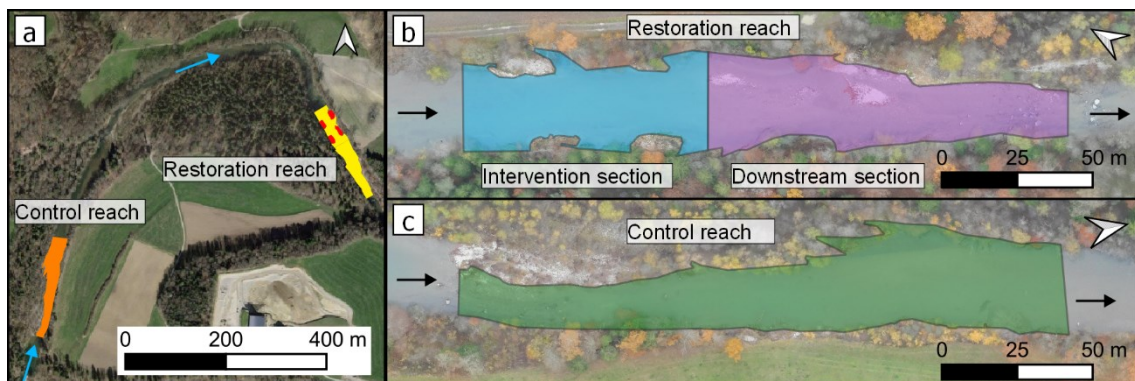 a
Restoration reach
Control reach
0 200 400 m
b
Restoration reach
Intervention section
Downstream section
0 25 50 m
c
Control reach
0 25 50 m